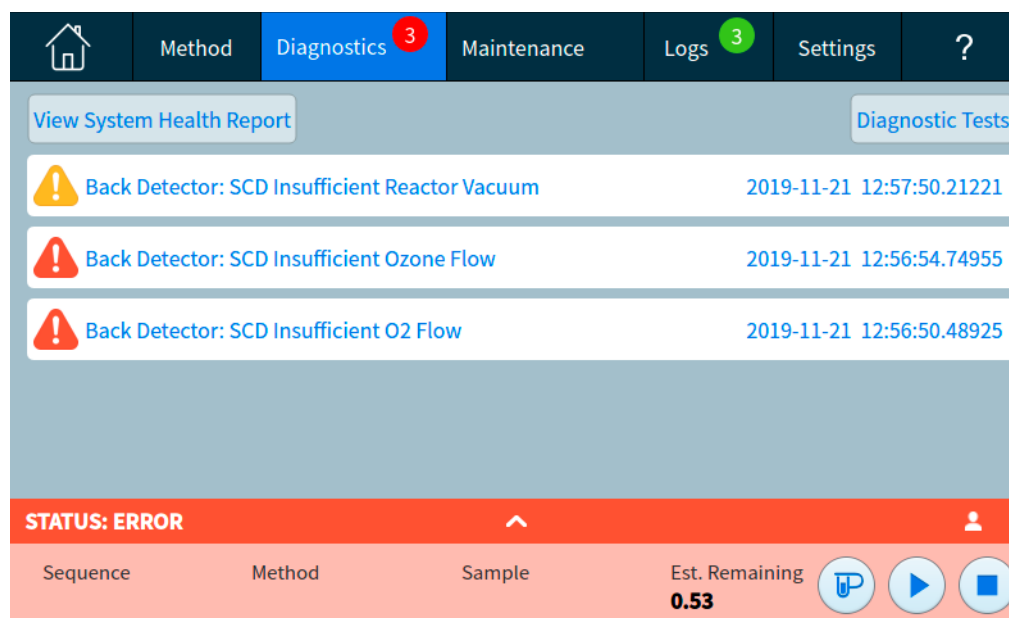 Method Diagnostics 3 Maintenance Logs 3 Settings ?
View System Health Report Diagnostic Tests
Back Detector: SCD Insufficient Reactor Vacuum 2019-11-21 12:57:50.21221
Back Detector: SCD Insufficient Ozone Flow 2019-11-21 12:56:54.74955
Back Detector: SCD Insufficient O2 Flow 2019-11-21 12:56:50.48925
STATUS: ERROR
Sequence Method Sample Est. Remaining
0.53